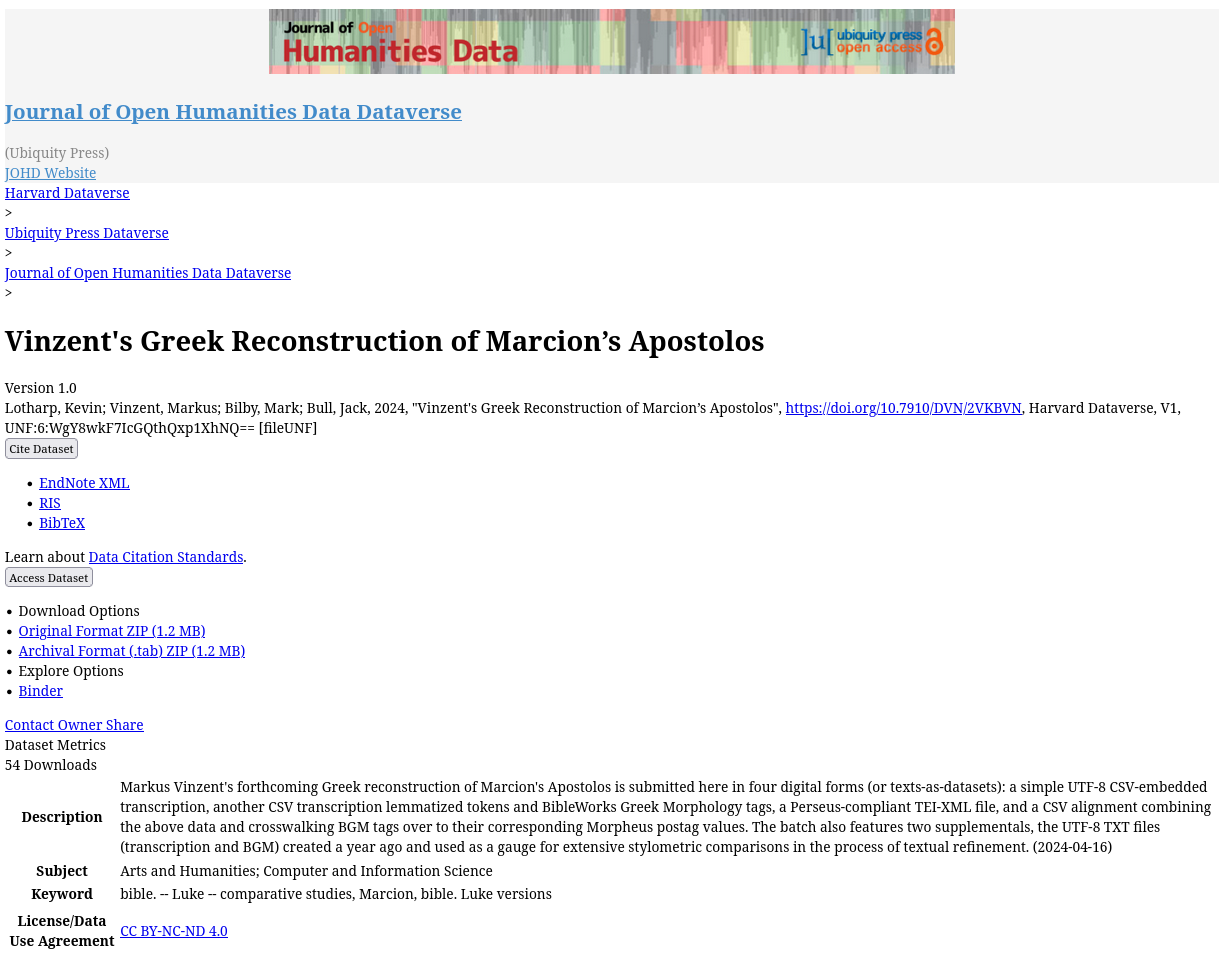 Journal of Open
Humanities Data
]u[ ubiquity press
open access
Journal of Open Humanities Data Dataverse
(Ubiquity Press)
JOHD Website
Harvard Dataverse
>
Ubiquity Press Dataverse
>
Journal of Open Humanities Data Dataverse
>
Vinzent's Greek Reconstruction of Marcion’s Apostolos
Version 1.0
Lotharp, Kevin; Vinzent, Markus; Bilby, Mark; Bull, Jack, 2024, "Vinzent's Greek Reconstruction of Marcion’s Apostolos", https://doi.org/10.7910/DVN/2VKBVN, Harvard Dataverse, V1,
UNF:6:WgY8wkF7IcGQthQxp1XhNQ== [fileUNF]
Cite Dataset
• EndNote XML
• RIS
• BibTeX
Learn about Data Citation Standards.
Access Dataset
• Download Options
• Original Format ZIP (1.2 MB)
• Archival Format (.tab) ZIP (1.2 MB)
• Explore Options
• Binder
Contact Owner Share
Dataset Metrics
54 Downloads
Description
Markus Vinzent's forthcoming Greek reconstruction of Marcion's Apostolos is submitted here in four digital forms (or texts-as-datasets): a simple UTF-8 CSV-embedded
transcription, another CSV transcription lemmatized tokens and BibleWorks Greek Morphology tags, a Perseus-compliant TEI-XML file, and a CSV alignment combining
the above data and crosswalking BGM tags over to their corresponding Morpheus postag values. The batch also features two supplementals, the UTF-8 TXT files
(transcription and BGM) created a year ago and used as a gauge for extensive stylometric comparisons in the process of textual refinement. (2024-04-16)
Subject Arts and Humanities; Computer and Information Science
Keyword bible. -- Luke -- comparative studies, Marcion, bible. Luke versions
License/Data
Use Agreement
CC BY-NC-ND 4.0